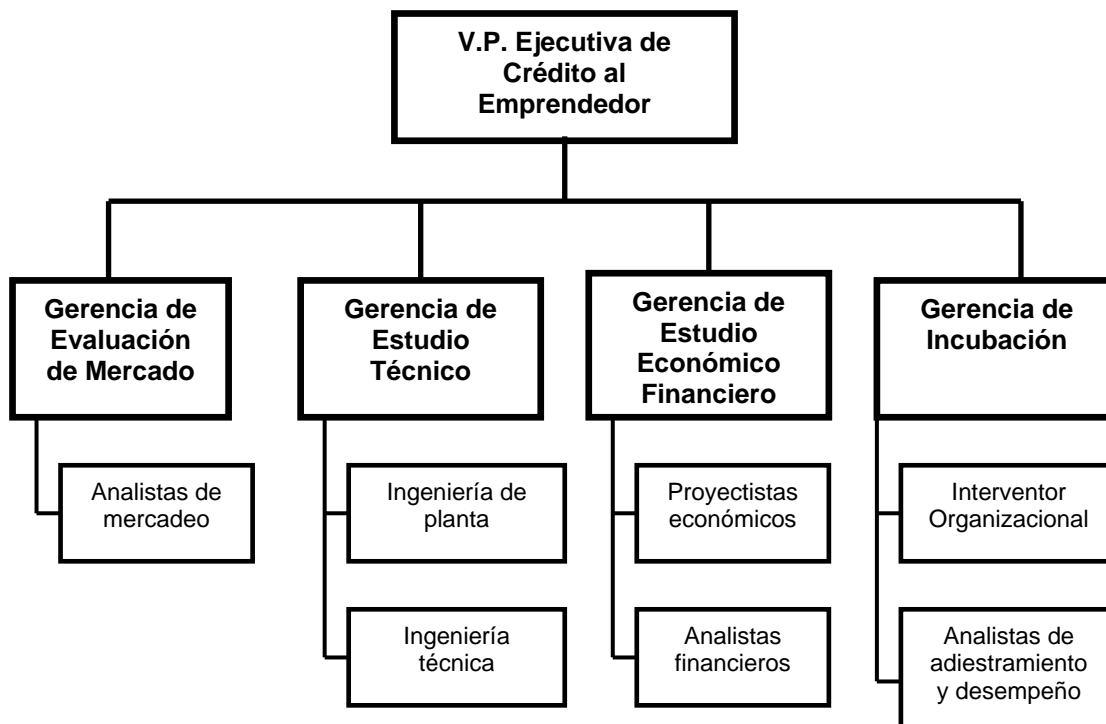 V.P. Ejecutiva de
Crédito al
Emprendedor
Gerencia de
Evaluación
de Mercado
Gerencia de
Estudio
Técnico
Gerencia de
Estudio
Económico
Financiero
Gerencia de
Incubación
Analistas de
mercadeo
Ingeniería de
planta
Proyectistas
económicos
Interventor
Organizacional
Ingeniería
técnica
Analistas
financieros
Analistas de
adiestramiento
y desempeño